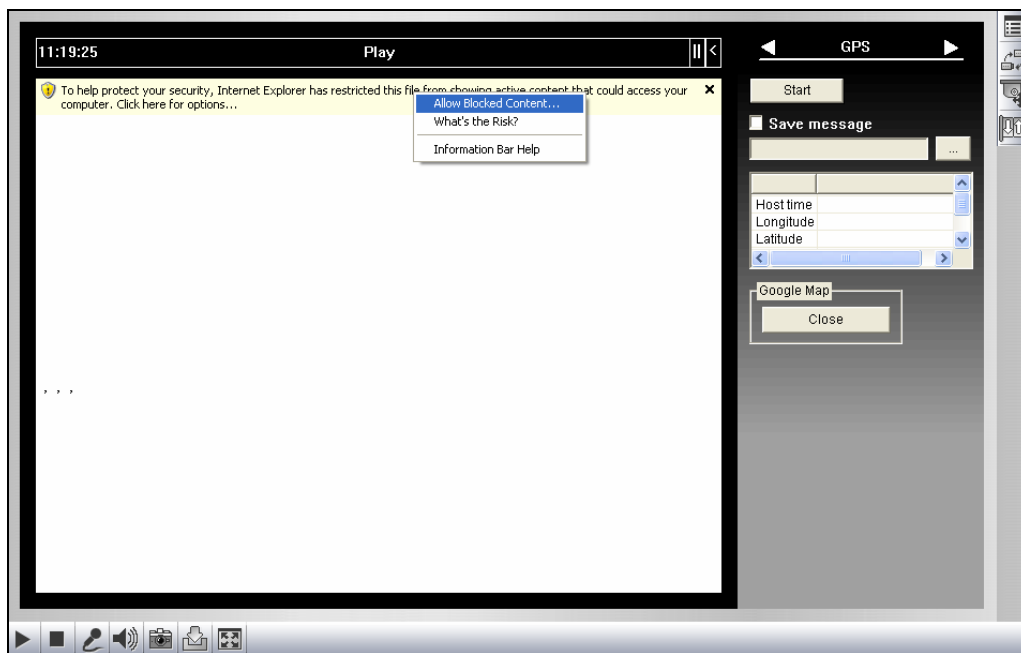 11:19:25
Play
GPS
To help protect your security, Internet Explorer has restricted this file from showing active content that could access your
computer. Click here for options...
Allow Blocked Content...
What's the Risk?
Information Bar Help
Start
Save message
...
Host time
Longitude
Latitude
Google Map
Close
, , ,